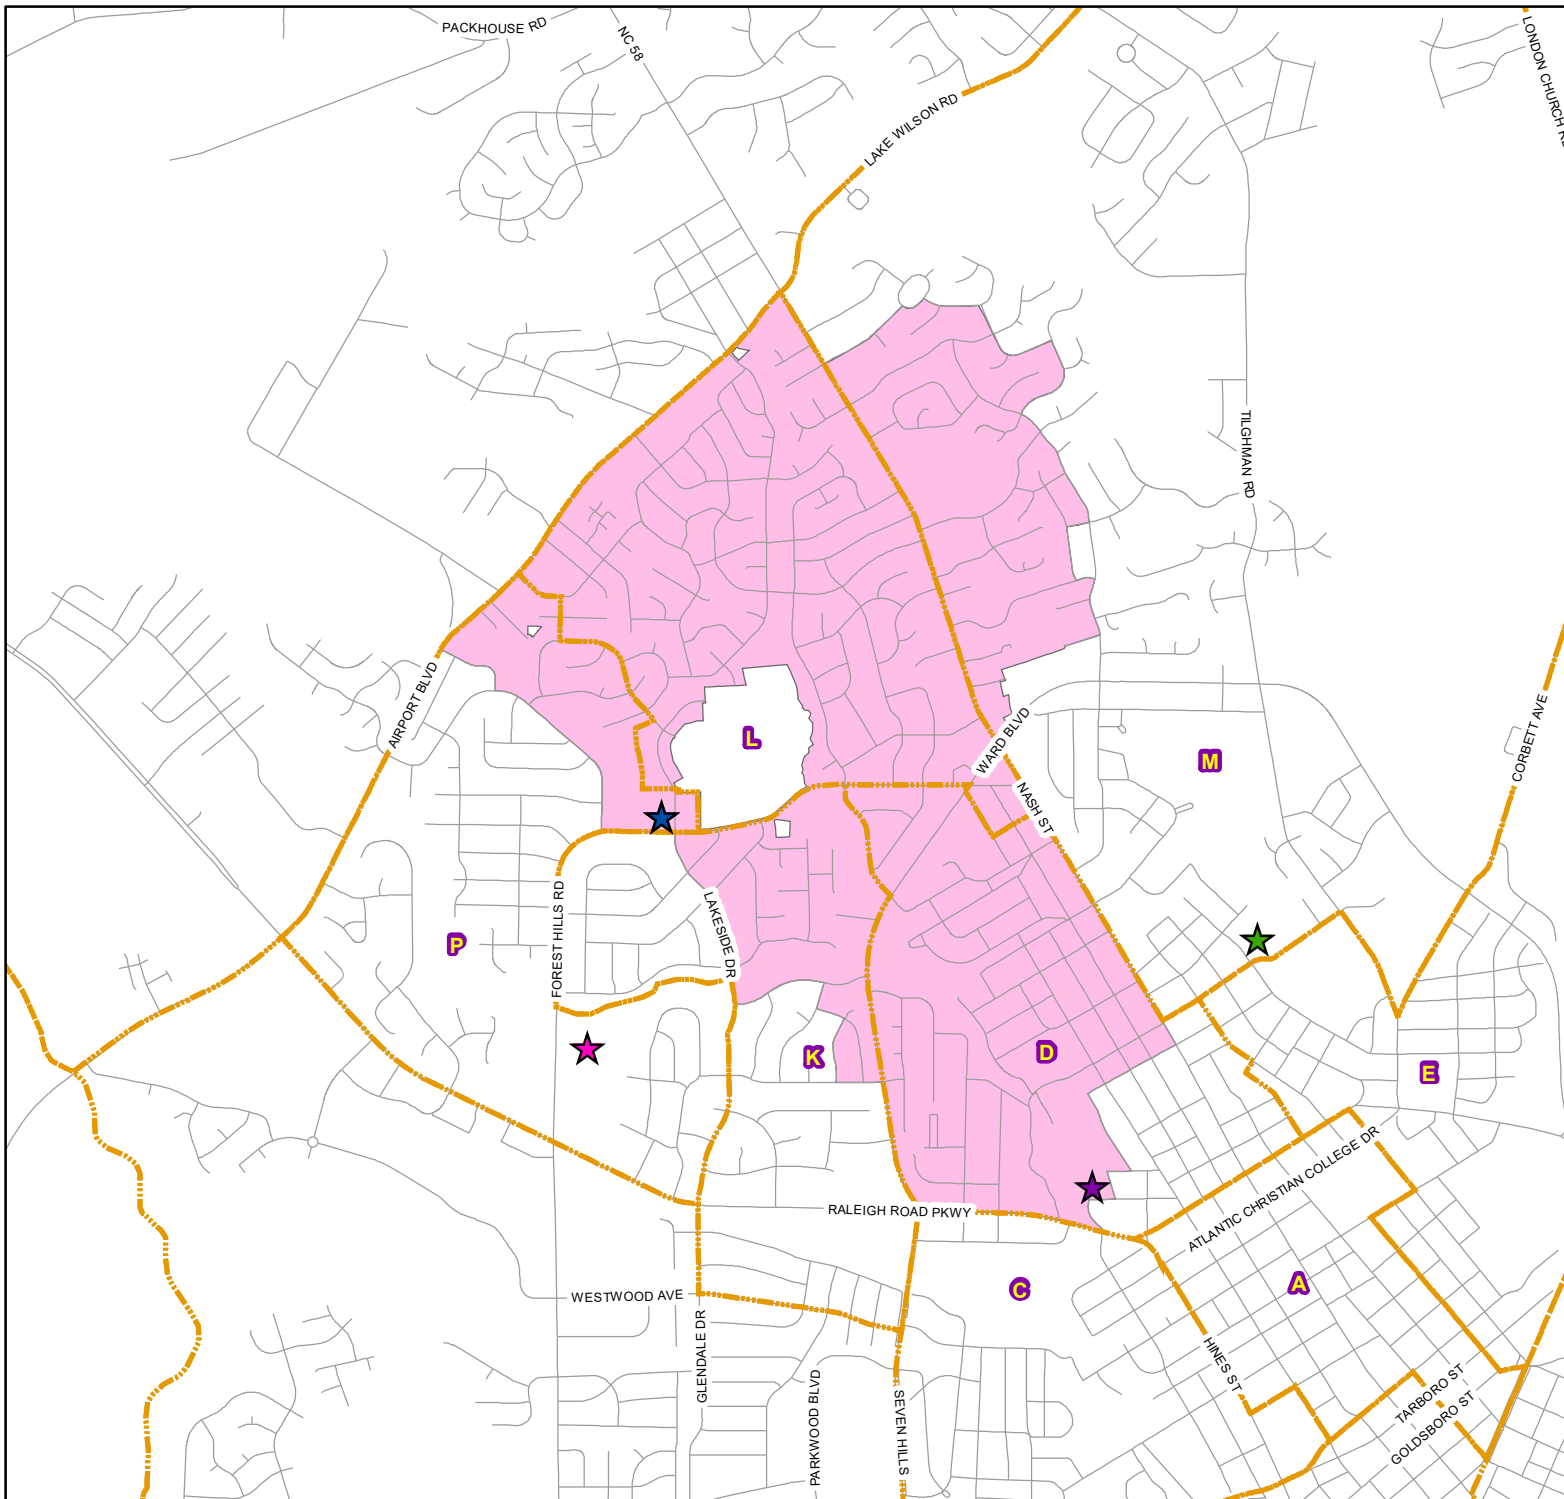 PACKHOUSE RD
NC 58
LONDON CHURCH
LAKE WILSON RD
TILGHMAN RD
AIRPORT BLVD
WARD BLVD
CORBETT AVE
L
M
NASH ST
FOREST HILLS RD
LAKESIDE DR
P
K
D
E
ATLANTIC CHRISTIAN COLLEGE DR
RALEIGH ROAD PKWY
C
A
WESTWOOD AVE
GLENDALE DR
HINES ST
PARKWOOD BLVD
SEVEN HILLS
TARBORO ST
GOLDSBORO ST